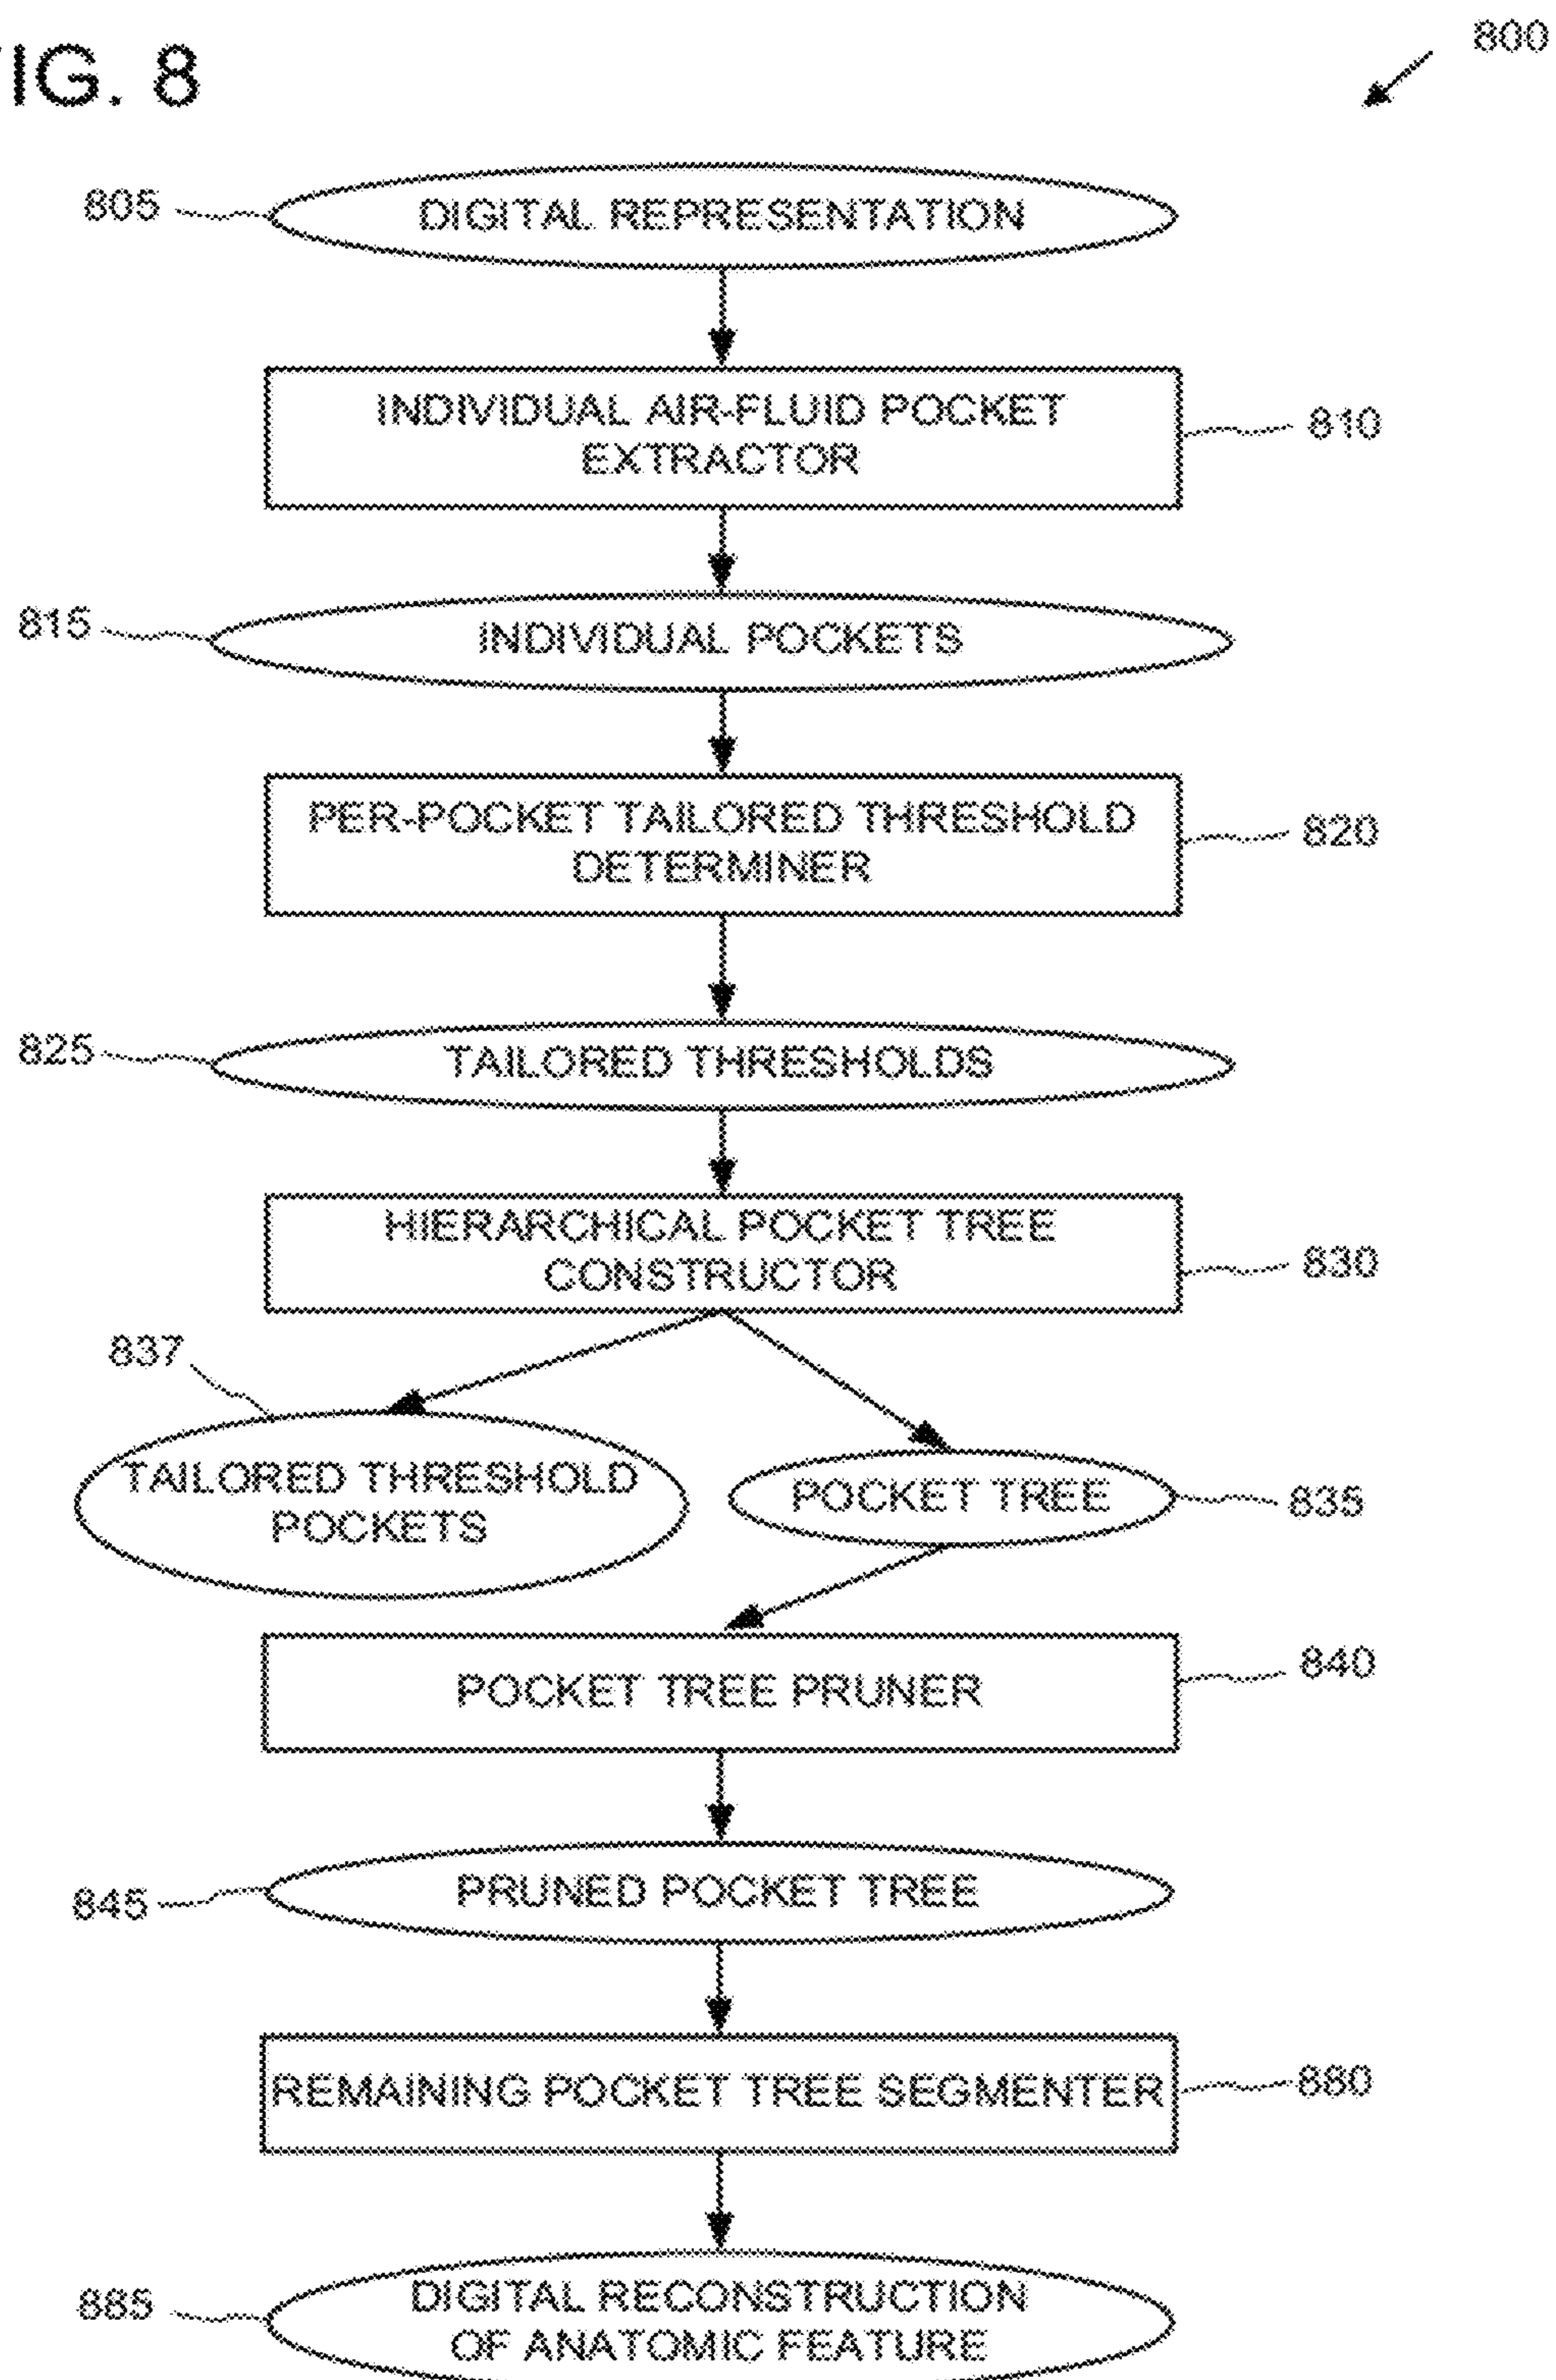 IG. 8
800
805
DIGITAL REPRESENTATION
INDIVIDUAL AIR-FLUID POCKET
EXTRACTOR
810
815
INDIVIDUAL POCKETS
PER-POCKET TAILORED THRESHOLD
DETERMINER
820
825
TAILORED THRESHOLDS
HIERARCHICAL POCKET TREE
CONSTRUCTOR
830
837
TAILORED THRESHOLD
POCKETS
POCKET TREE
835
POCKET TREE PRUNER
840
845
PRUNED POCKET TREE
REMAINING POCKET TREE SEGMENTER
880
885
DIGITAL RECONSTRUCTION
OF ANATOMIC FEATURE